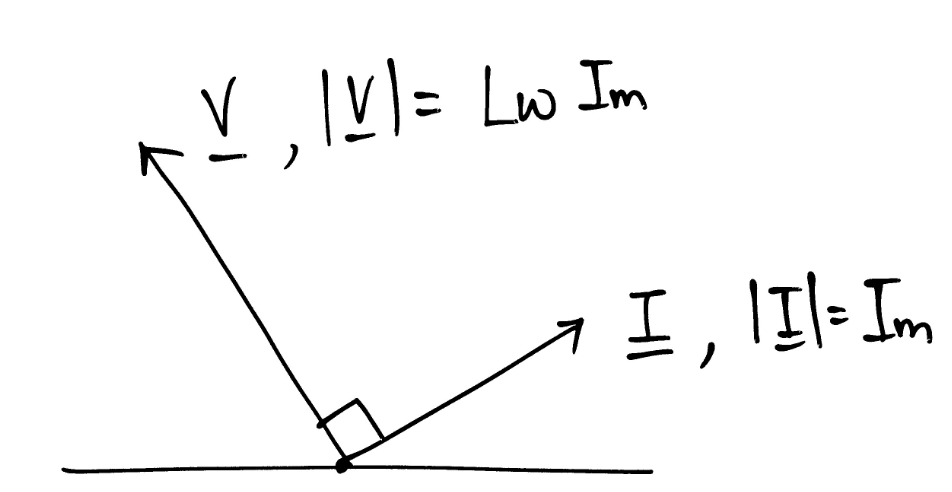 V , |V| = Lω Im
I , |I| = Im